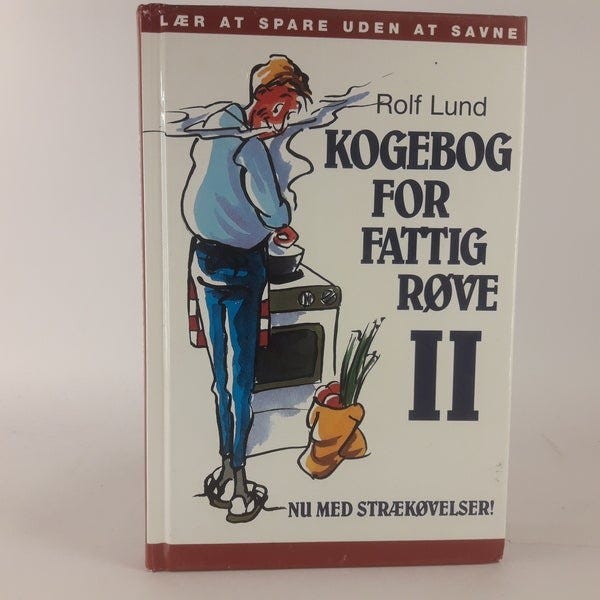 LÆR AT SPARE UDEN AT SAVNE
Rolf Lund
KOGEBOG
FOR
FATTIG
RØVE
II
NU MED STRÆKØVELSER!